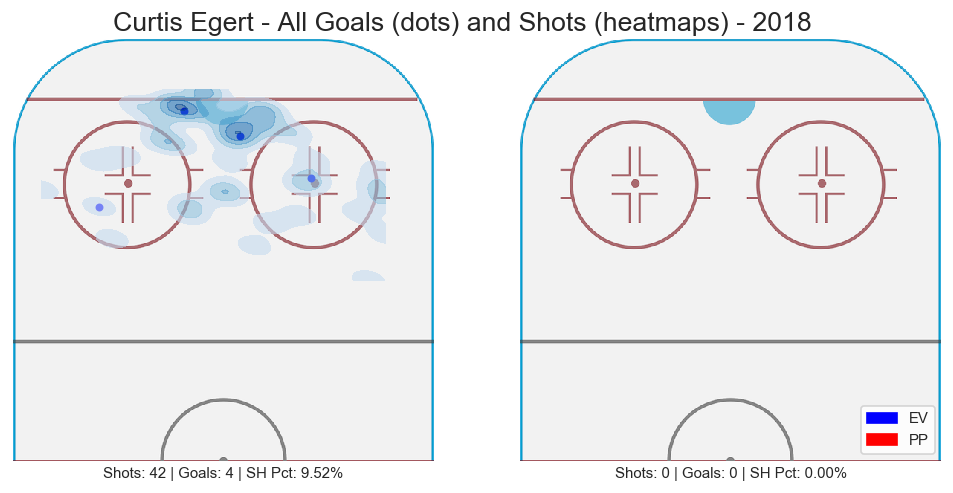 Curtis Egert - All Goals (dots) and Shots (heatmaps) - 2018
EV
PP
Shots: 42 | Goals: 4 | SH Pct: 9.52%
Shots: 0 | Goals: 0 | SH Pct: 0.00%